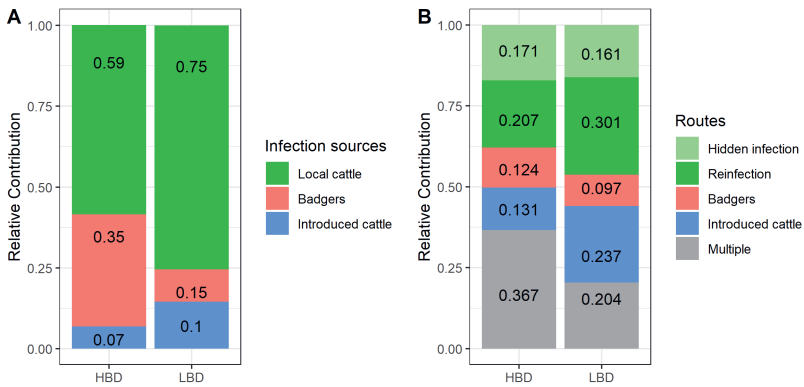 A
Relative Contribution
1.00
0.75
0.50
0.25
0.00
0.59
0.35
0.07
0.75
0.15
0.1
HBD
LBD
Infection sources
Local cattle
Badgers
Introduced cattle
B
Relative Contribution
1.00
0.75
0.50
0.25
0.00
0.171
0.207
0.124
0.131
0.367
0.161
0.301
0.097
0.237
0.204
HBD
LBD
Routes
Hidden infection
Reinfection
Badgers
Introduced cattle
Multiple